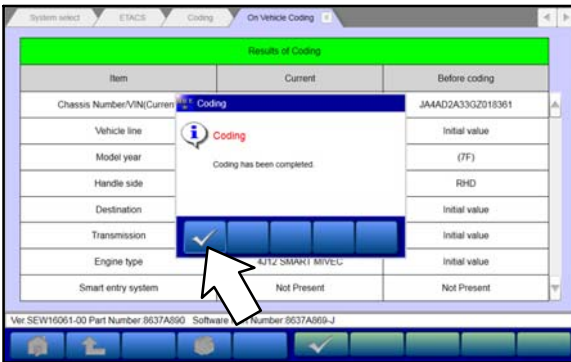 System select ETACS Coding On Vehicle Coding
Results of Coding
Item Current Before coding
Chassis Number/VIN(Curren JA4AD2A33GZ018361
Coding
Coding
Coding has been completed.
Vehicle line Initial value
Model year (7F)
Handle side RHD
Destination Initial value
Transmission Initial value
Engine type 4J12 SMART MIVEC Initial value
Smart entry system Not Present Not Present
Ver.SEW16061-00 Part Number:8637A890 Software Number:8637A869-J